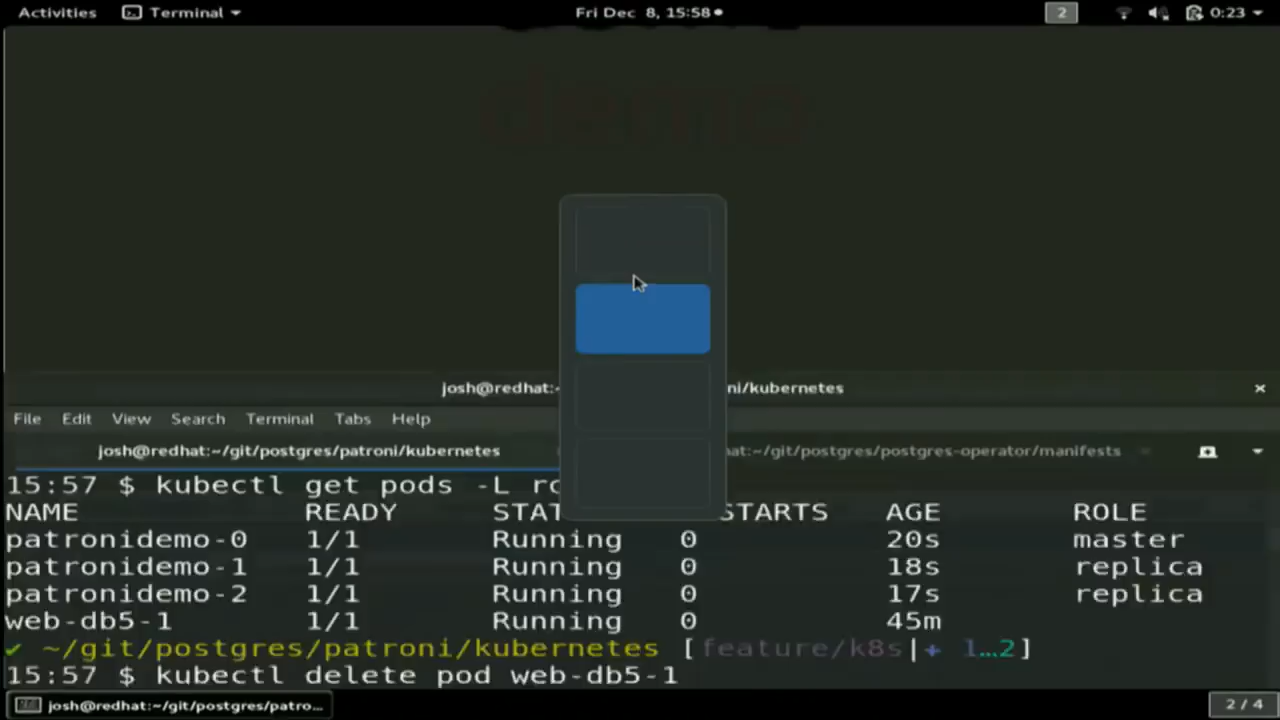 Activities Terminal Fri Dec 8, 15:58 2 0:23
demo
josh@redhat:~ ni/kubernetes ×
File Edit View Search Terminal Tabs Help
josh@redhat:~/git/postgres/patroni/kubernetes :~/git/postgres/postgres-operator/manifests
15:57 $ kubectl get pods -L ro
NAME READY STAT STARTS AGE ROLE
patronidemo-0 1/1 Running 0 20s master
patronidemo-1 1/1 Running 0 18s replica
patronidemo-2 1/1 Running 0 17s replica
web-db5-1 1/1 Running 0 45m
✔ ~/git/postgres/patroni/kubernetes [feature/k8s|+ 1…2]
15:57 $ kubectl delete pod web-db5-1
josh@redhat:~/git/postgres/patro... 2 / 4